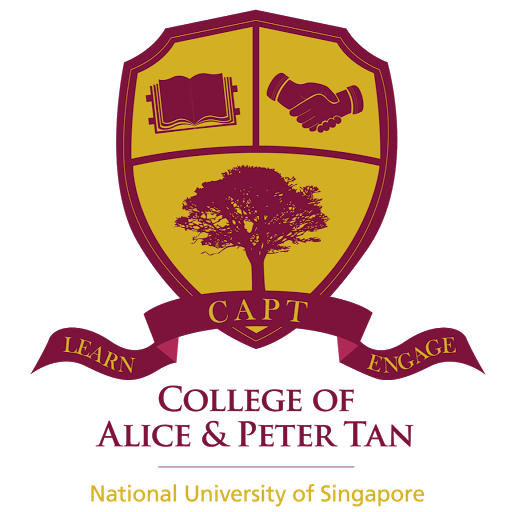 CAPT
LEARN
ENGAGE
COLLEGE OF
ALICE & PETER TAN
National University of Singapore